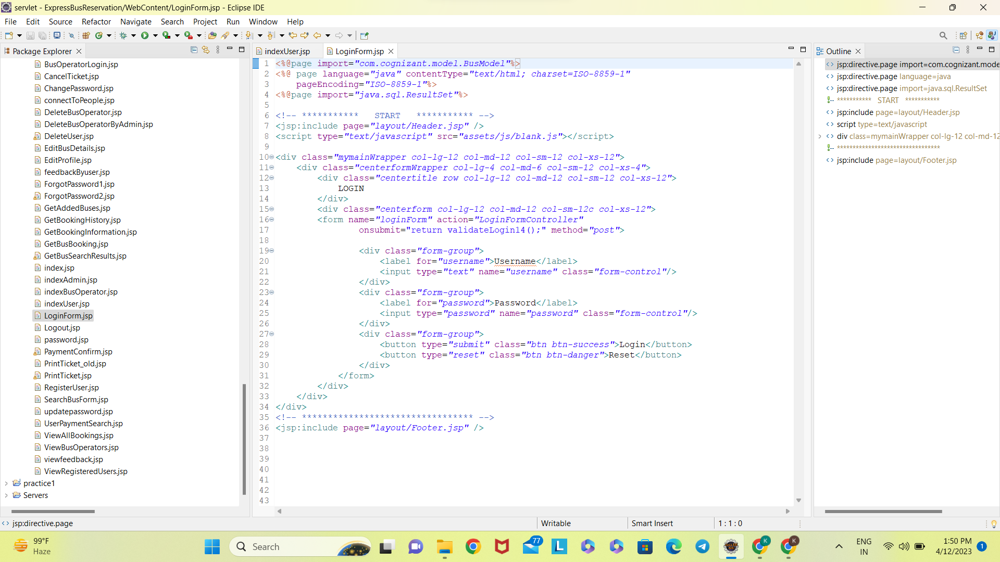 servlet - ExpressBusReservation/WebContent/LoginForm.jsp - Eclipse IDE
File Edit Source Refactor Navigate Search Project Run Window Help
Package Explorer
BusOperatorLogin.jsp
CancelTicket.jsp
ChangePassword.jsp
connectToPeople.jsp
DeleteBusOperator.jsp
DeleteBusOperatorByAdmin.jsp
DeleteUser.jsp
EditBusDetails.jsp
EditProfile.jsp
feedbackByuser.jsp
ForgotPassword1.jsp
ForgotPassword2.jsp
GetAddedBuses.jsp
GetBookingHistory.jsp
GetBookingInformation.jsp
GetBusBooking.jsp
GetBusSearchResults.jsp
index.jsp
indexAdmin.jsp
indexBusOperator.jsp
indexUser.jsp
LoginForm.jsp
Logout.jsp
password.jsp
PaymentConfirm.jsp
PrintTicket_old.jsp
PrintTicket.jsp
RegisterUser.jsp
SearchBusForm.jsp
updatepassword.jsp
UserPaymentSearch.jsp
ViewAllBookings.jsp
ViewBusOperators.jsp
viewfeedback.jsp
ViewRegisteredUsers.jsp
practice1
Servers
indexUser.jsp LoginForm.jsp
1 <%@page import="com.cognizant.model.BusModel"%>
2 <%@ page language="java" contentType="text/html; charset=ISO-8859-1"
3 pageEncoding="ISO-8859-1"%>
4 <%@page import="java.sql.ResultSet"%>
5
6 <!-- *********** START *********** -->
7 <jsp:include page="layout/Header.jsp" />
8 <script type="text/javascript" src="assets/js/blank.js"></script>
9
10 <div class="mymainWrapper col-lg-12 col-md-12 col-sm-12 col-xs-12">
11 <div class="centerformWrapper col-lg-4 col-md-6 col-sm-12 col-xs-4">
12 <div class="centertitle row col-lg-12 col-md-12 col-sm-12 col-xs-12">
13 LOGIN
14 </div>
15 <div class="centerform col-lg-12 col-md-12 col-sm-12c col-xs-12">
16 <form name="loginForm" action="LoginFormController"
17 onsubmit="return validateLogin14();" method="post">
18
19 <div class="form-group">
20 <label for="username">Username</label>
21 <input type="text" name="username" class="form-control"/>
22 </div>
23 <div class="form-group">
24 <label for="password">Password</label>
25 <input type="password" name="password" class="form-control"/>
26 </div>
27 <div class="form-group">
28 <button type="submit" class="btn btn-success">Login</button>
29 <button type="reset" class="btn btn-danger">Reset</button>
30 </div>
31 </form>
32 </div>
33 </div>
34 </div>
35 <!-- ********************************* -->
36 <jsp:include page="layout/Footer.jsp" />
37
38
39
40
41
42
43
Outline
jsp:directive.page import=com.cognizant.mode
jsp:directive.page language=java
jsp:directive.page import=java.sql.ResultSet
*********** START ***********
jsp:include page=layout/Header.jsp
script type=text/javascript
div class=mymainWrapper col-lg-12 col-md-12
*********************************
jsp:include page=layout/Footer.jsp
jsp:directive.page Writable Smart Insert 1 : 1 : 0
99°F
Haze
Search
77
L
K
K
ENG
IN
1:50 PM
4/12/2023
1